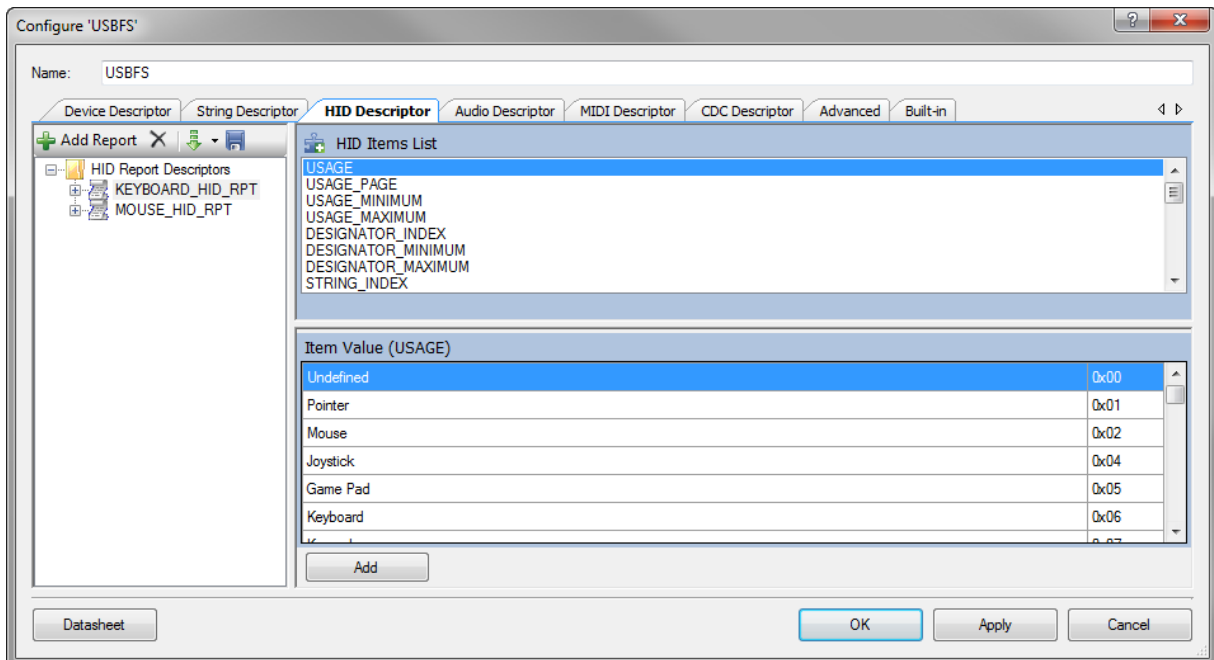 Configure 'USBFS'
Name: USBFS
Device Descriptor String Descriptor HID Descriptor Audio Descriptor MIDI Descriptor CDC Descriptor Advanced Built-in
Add Report
HID Report Descriptors
KEYBOARD_HID_RPT
MOUSE_HID_RPT
HID Items List
USAGE
USAGE_PAGE
USAGE_MINIMUM
USAGE_MAXIMUM
DESIGNATOR_INDEX
DESIGNATOR_MINIMUM
DESIGNATOR_MAXIMUM
STRING_INDEX
Item Value (USAGE)
Undefined 0x00
Pointer 0x01
Mouse 0x02
Joystick 0x04
Game Pad 0x05
Keyboard 0x06
Add
Datasheet OK Apply Cancel